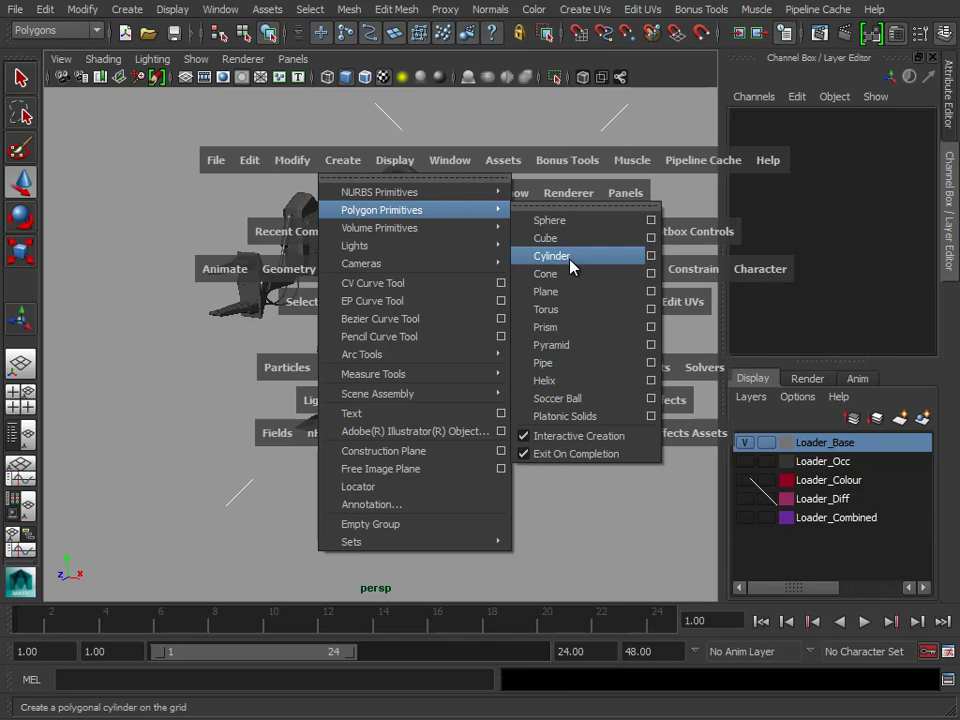 File Edit Modify Create Display Window Assets Select Mesh Edit Mesh Proxy Normals Color Create UVs Edit UVs Bonus Tools Muscle Pipeline Cache Help
Polygons
View Shading Lighting Show Renderer Panels
Channel Box / Layer Editor
Channels Edit Object Show
Attribute Editor
Channel Box / Layer Editor
File Edit Modify Create Display Window Assets Bonus Tools Muscle Pipeline Cache Help
Renderer Panels
Animate Geometry
Constrain Character
Edit UVs
Particles
Solvers
Fields
NURBS Primitives
Polygon Primitives
Volume Primitives
Lights
Cameras
CV Curve Tool
EP Curve Tool
Bezier Curve Tool
Pencil Curve Tool
Arc Tools
Measure Tools
Scene Assembly
Text
Adobe(R) Illustrator(R) Object...
Construction Plane
Free Image Plane
Locator
Annotation...
Empty Group
Sets
Sphere
Cube
Cylinder
Cone
Plane
Torus
Prism
Pyramid
Pipe
Helix
Soccer Ball
Platonic Solids
Interactive Creation
Exit On Completion
Display Render Anim
Layers Options Help
V Loader_Base
Loader_Occ
Loader_Colour
Loader_Diff
Loader_Combined
y
z x
persp
2 4 6 8 10 12 14 16 18 20 22 24
1.00
1.00 1.00 1 24 24.00 48.00 No Anim Layer No Character Set
MEL
Create a polygonal cylinder on the grid